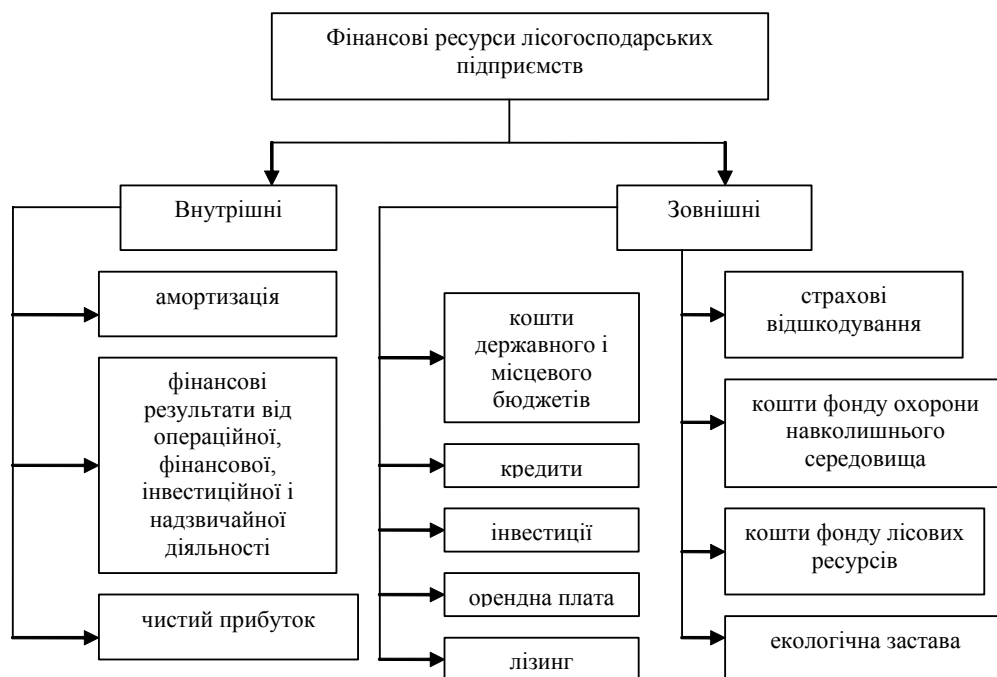 Фінансові ресурси лісогосподарських
підприємств
Внутрішні
амортизація
фінансові
результати від
операційної,
фінансової,
інвестиційної і
надзвичайної
діяльності
чистий прибуток
Зовнішні
кошти
державного і
місцевого
бюджетів
кредити
інвестиції
орендна плата
лізинг
страхові
відшкодування
кошти фонду охорони
навколишнього
середовища
кошти фонду лісових
ресурсів
екологічна застава